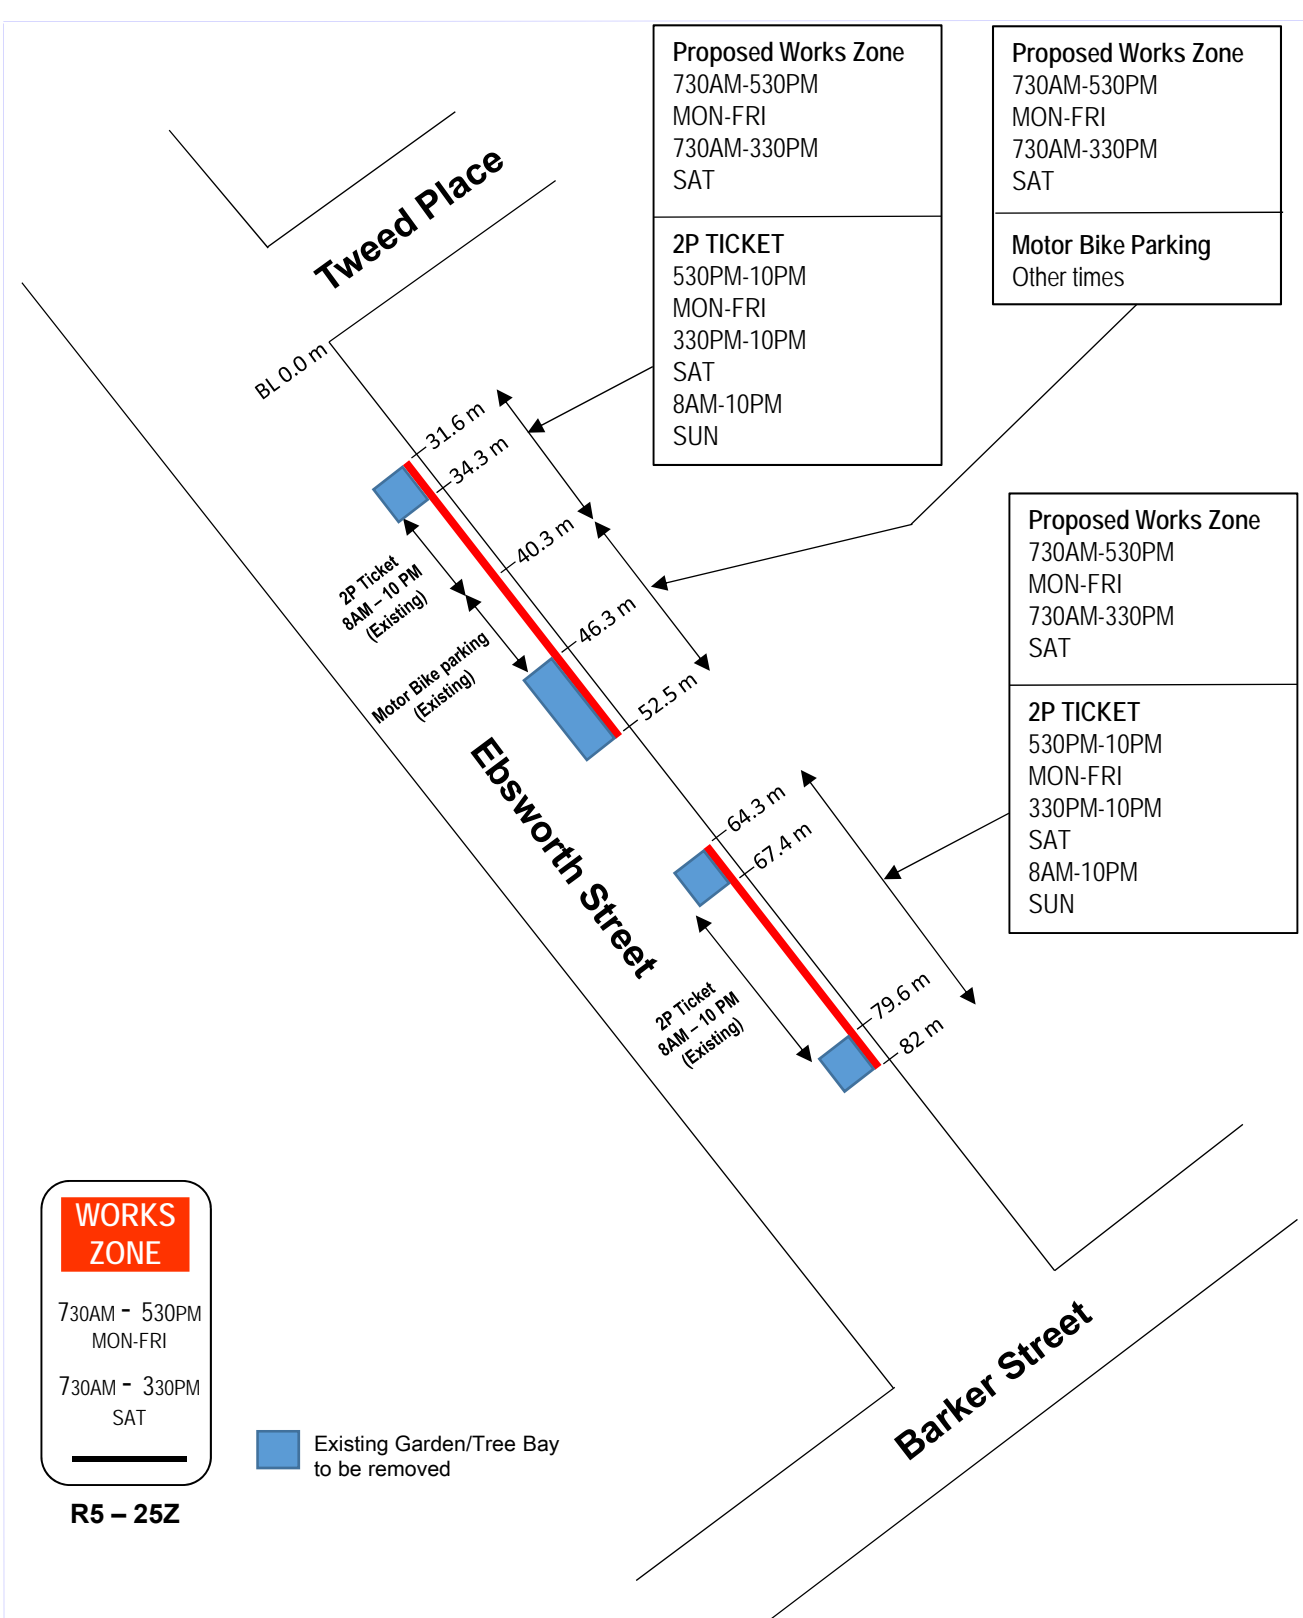 Proposed Works Zone
730AM-530PM
MON-FRI
730AM-330PM
SAT
2P TICKET
530PM-10PM
MON-FRI
330PM-10PM
SAT
8AM-10PM
SUN
Proposed Works Zone
730AM-530PM
MON-FRI
730AM-330PM
SAT
Motor Bike Parking
Other times
Tweed Place
BL 0.0 m
31.6 m
34.3 m
40.3 m
46.3 m
52.5 m
2P Ticket
8AM – 10 PM
(Existing)
Motor Bike parking
(Existing)
Proposed Works Zone
730AM-530PM
MON-FRI
730AM-330PM
SAT
2P TICKET
530PM-10PM
MON-FRI
330PM-10PM
SAT
8AM-10PM
SUN
Ebsworth Street
64.3 m
67.4 m
79.6 m
82 m
2P Ticket
8AM – 10 PM
(Existing)
Barker Street
WORKS
ZONE
730AM - 530PM
MON-FRI
730AM - 330PM
SAT
R5 – 25Z
Existing Garden/Tree Bay
to be removed